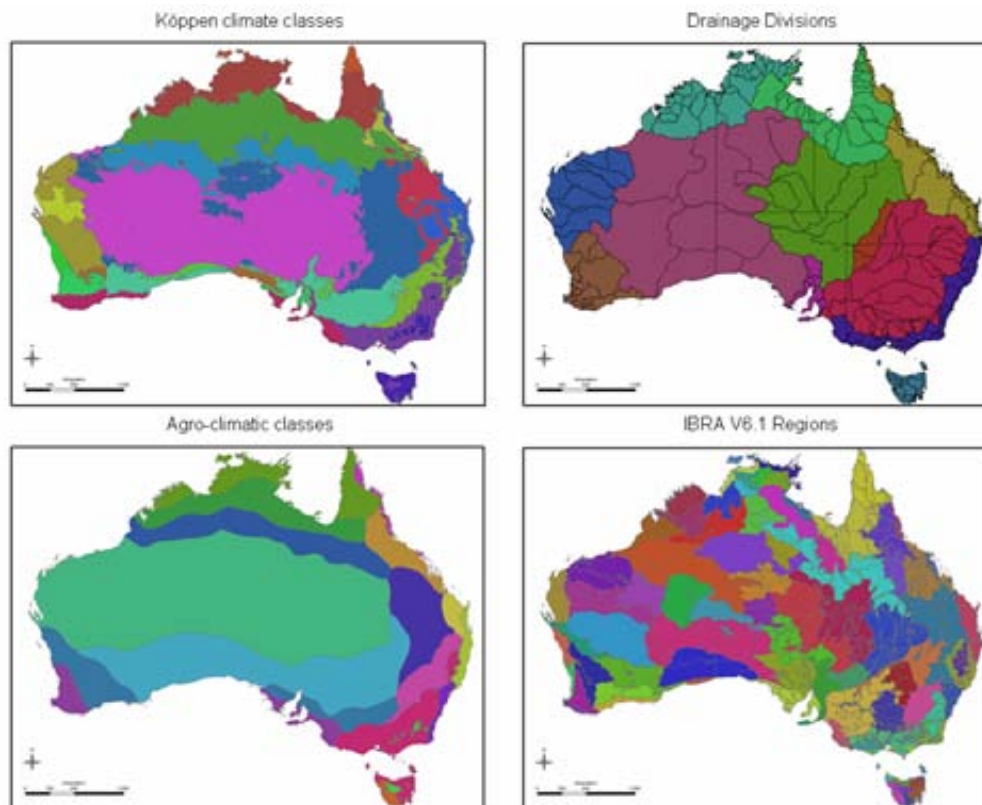 Köppen climate classes
Drainage Divisions
Agro-climatic classes
IBRA V6.1 Regions